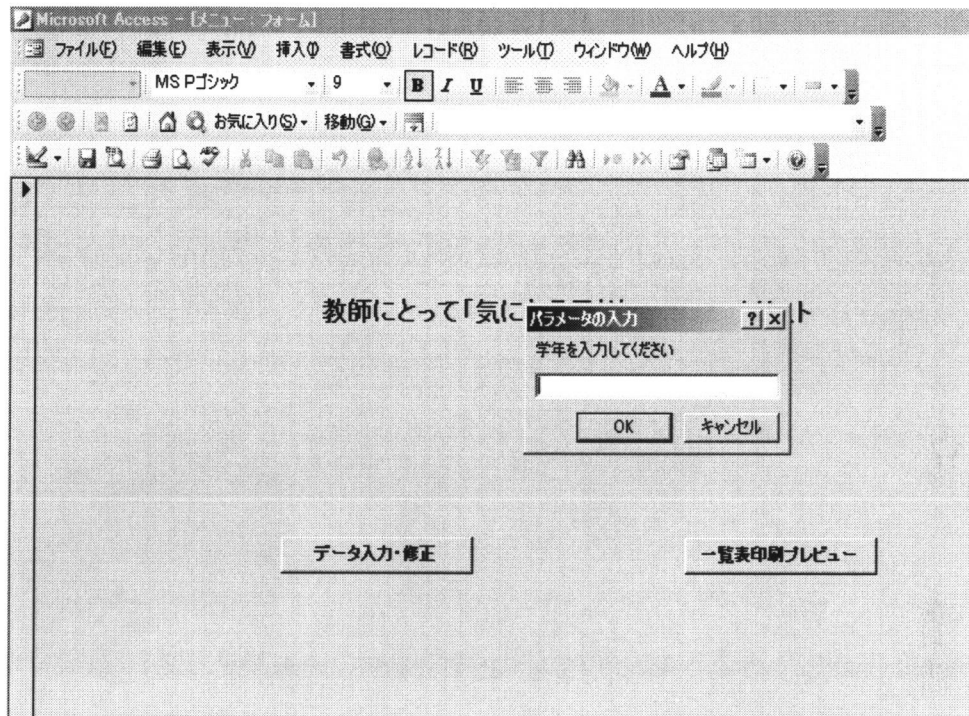 Microsoft Access - [メニュー : フォーム]
ファイル(F) 編集(E) 表示(V) 挿入(I) 書式(O) レコード(R) ツール(T) ウィンドウ(W) ヘルプ(H)
MS Pゴシック 9 B I U A
お気に入り(S) 移動(G)
教師にとって「気に
ト
パラメータの入力
学年を入力してください
OK キャンセル
データ入力・修正 一覧表印刷プレビュー